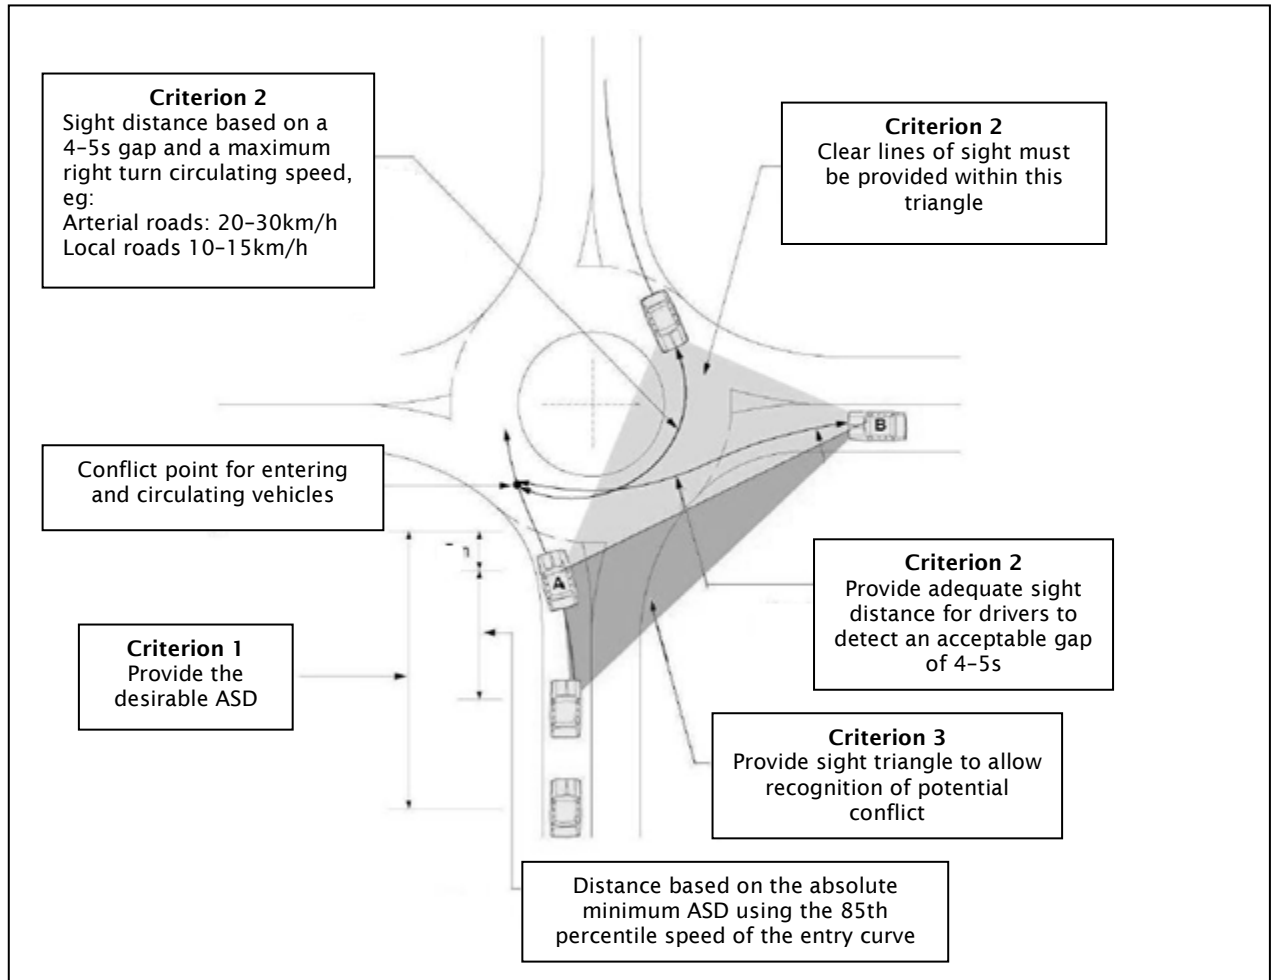 Criterion 2
Sight distance based on a
4–5s gap and a maximum
right turn circulating speed,
eg:
Arterial roads: 20–30km/h
Local roads 10–15km/h
Criterion 2
Clear lines of sight must
be provided within this
triangle
B
Conflict point for entering
and circulating vehicles
A
Criterion 2
Provide adequate sight
distance for drivers to
detect an acceptable gap
of 4–5s
Criterion 1
Provide the
desirable ASD
Criterion 3
Provide sight triangle to allow
recognition of potential
conflict
Distance based on the absolute
minimum ASD using the 85th
percentile speed of the entry curve